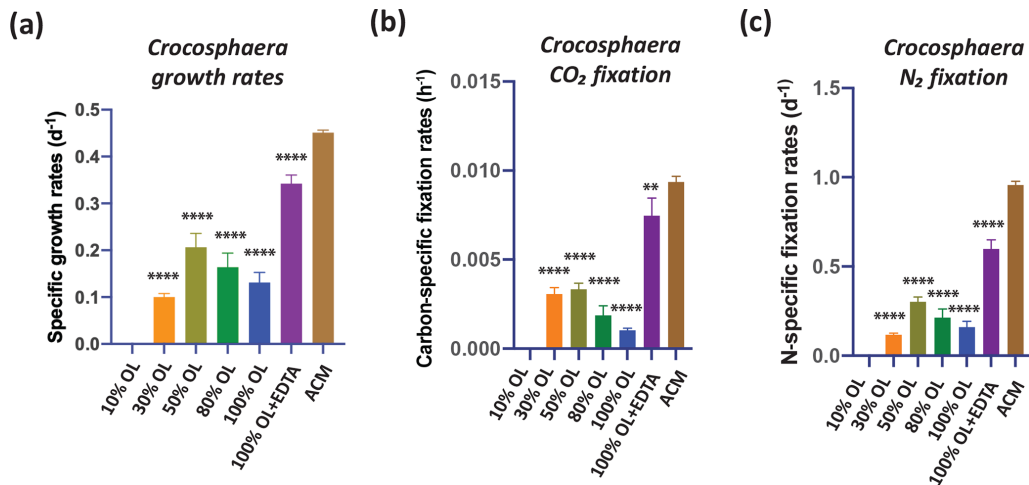 (a)
Crocosphaera
growth rates
Specific growth rates (d⁻¹)
0.5
0.4
0.3
0.2
0.1
0.0
****
****
****
****
****
10% OL
30% OL
50% OL
80% OL
100% OL
100% OL+EDTA
ACM
(b)
Crocosphaera
CO₂ fixation
Carbon-specific fixation rates (h⁻¹)
0.015
0.010
0.005
0.000
****
****
****
****
**
10% OL
30% OL
50% OL
80% OL
100% OL
100% OL+EDTA
ACM
(c)
Crocosphaera
N₂ fixation
N-specific fixation rates (d⁻¹)
1.5
1.0
0.5
0.0
****
****
****
****
****
10% OL
30% OL
50% OL
80% OL
100% OL
100% OL+EDTA
ACM